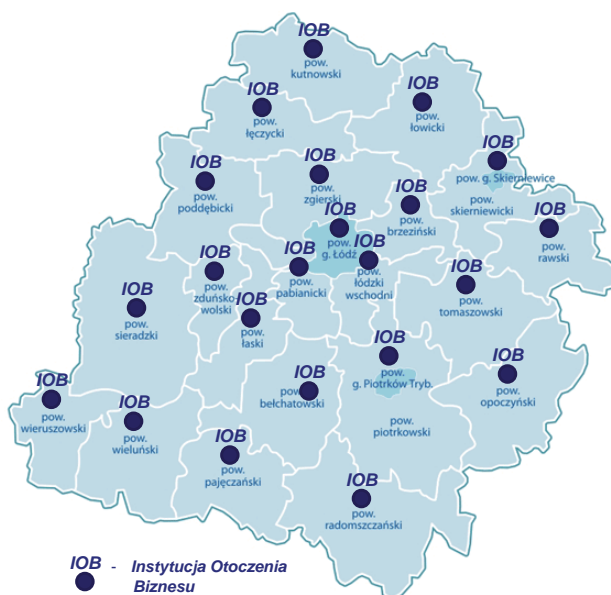 IOB
pow.
kutnowski
IOB
pow.
łęczycki
IOB
pow.
łowicki
IOB
pow. g. Skierniewice
pow.
skierniewicki
IOB
pow.
poddębicki
IOB
pow.
zgierski
IOB
pow.
brzeziński
IOB
pow.
rawski
IOB
pow.
g. Łódź
IOB
pow.
pabianicki
IOB
pow.
łódzki
wschodni
IOB
pow.
zduńsko-
wolski
IOB
pow.
tomaszowski
IOB
pow.
sieradzki
IOB
pow.
łaski
IOB
pow.
g. Piotrków Tryb.
pow.
piotrkowski
IOB
pow.
bełchatowski
IOB
pow.
opoczyński
IOB
pow.
wieruszowski
IOB
pow.
wieluński
IOB
pow.
pajęczański
IOB
pow.
radomszczański
IOB - Instytucja Otoczenia
Biznesu